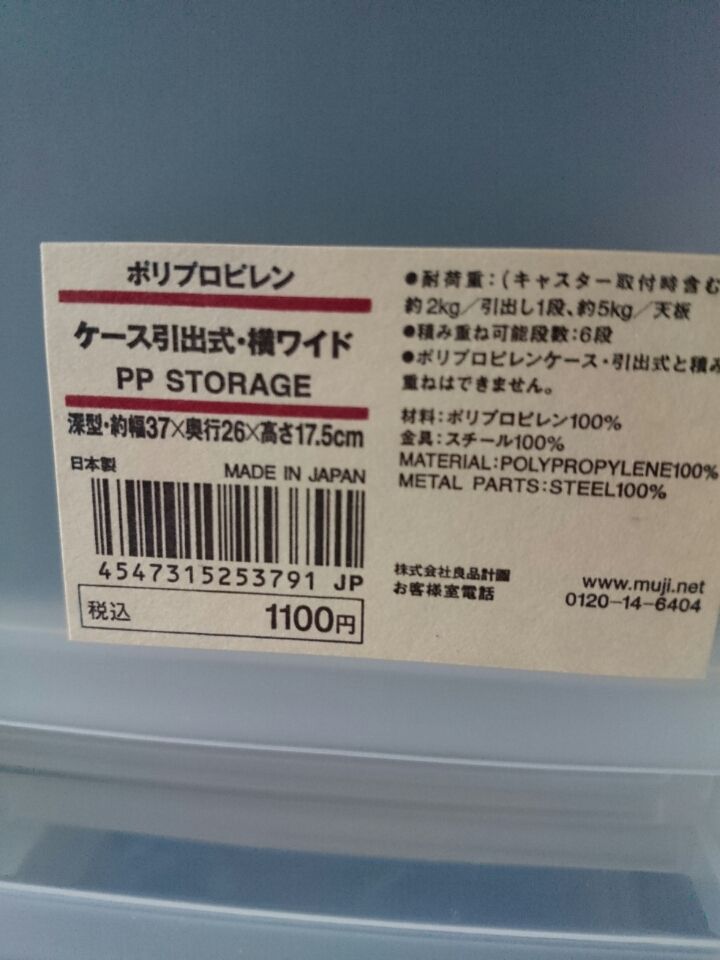 ポリプロピレン
ケース引出式・横ワイド
PP STORAGE
深型・約幅37×奥行26×高さ17.5cm
日本製 MADE IN JAPAN
4547315253791 JP
税込 1100円
●耐荷重：(キャスター取付時含む
約2kg／引出し1段、約5kg／天板
●積み重ね可能段数：6段
●ポリプロピレンケース・引出式と積み
重ねはできません。
材料：ポリプロピレン100%
金具：スチール100%
MATERIAL:POLYPROPYLENE100%
METAL PARTS:STEEL100%
株式会社良品計画 www.muji.net
お客様室電話 0120-14-6404